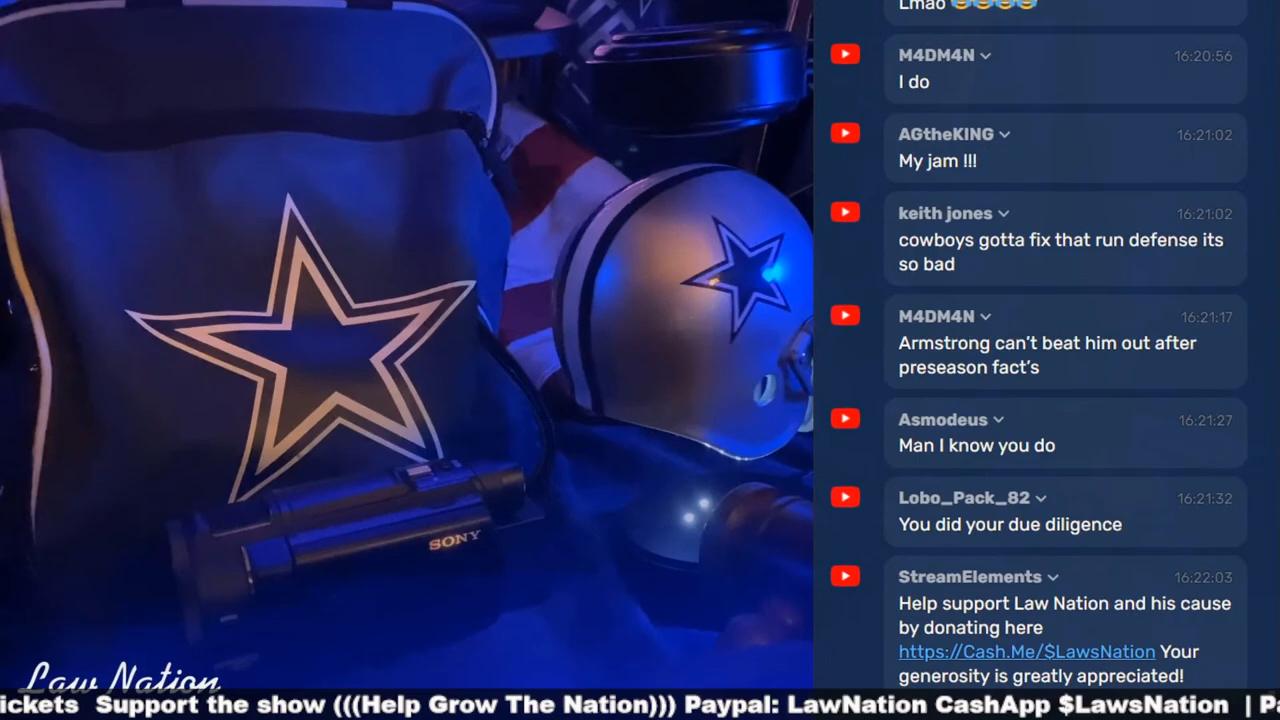 Lmao
M4DM4N 16:20:56
I do
AGtheKING 16:21:02
My jam !!!
keith jones 16:21:02
cowboys gotta fix that run defense its
so bad
M4DM4N 16:21:17
Armstrong can't beat him out after
preseason fact's
Asmodeus 16:21:27
Man I know you do
Lobo_Pack_82 16:21:32
You did your due diligence
StreamElements 16:22:03
Help support Law Nation and his cause
by donating here
https://Cash.Me/$LawsNation Your
generosity is greatly appreciated!
SONY
Law Nation
ickets Support the show (((Help Grow The Nation))) Paypal: LawNation CashApp $LawsNation | Pa